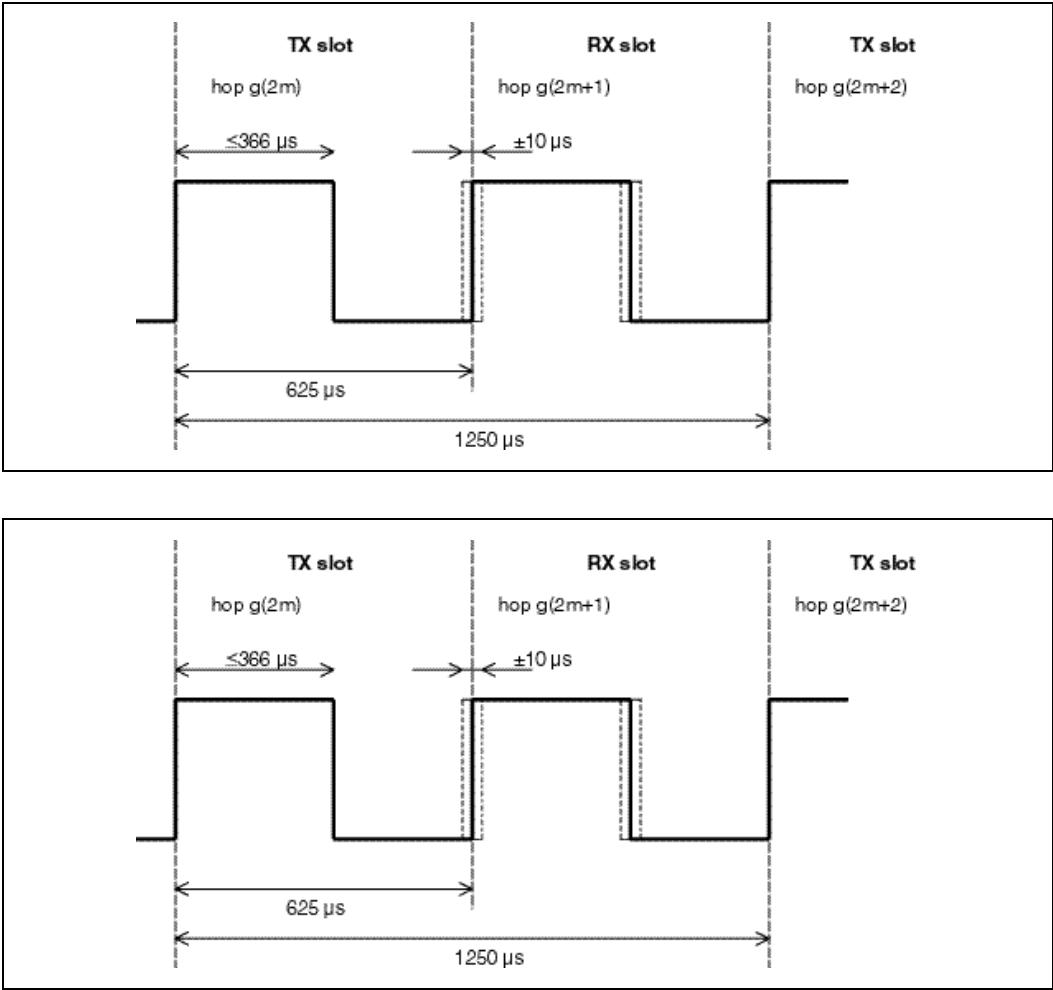 TX slot RX slot TX slot
hop g(2m) hop g(2m+1) hop g(2m+2)
≤366 µs ±10 µs
625 µs
1250 µs
TX slot RX slot TX slot
hop g(2m) hop g(2m+1) hop g(2m+2)
≤366 µs ±10 µs
625 µs
1250 µs